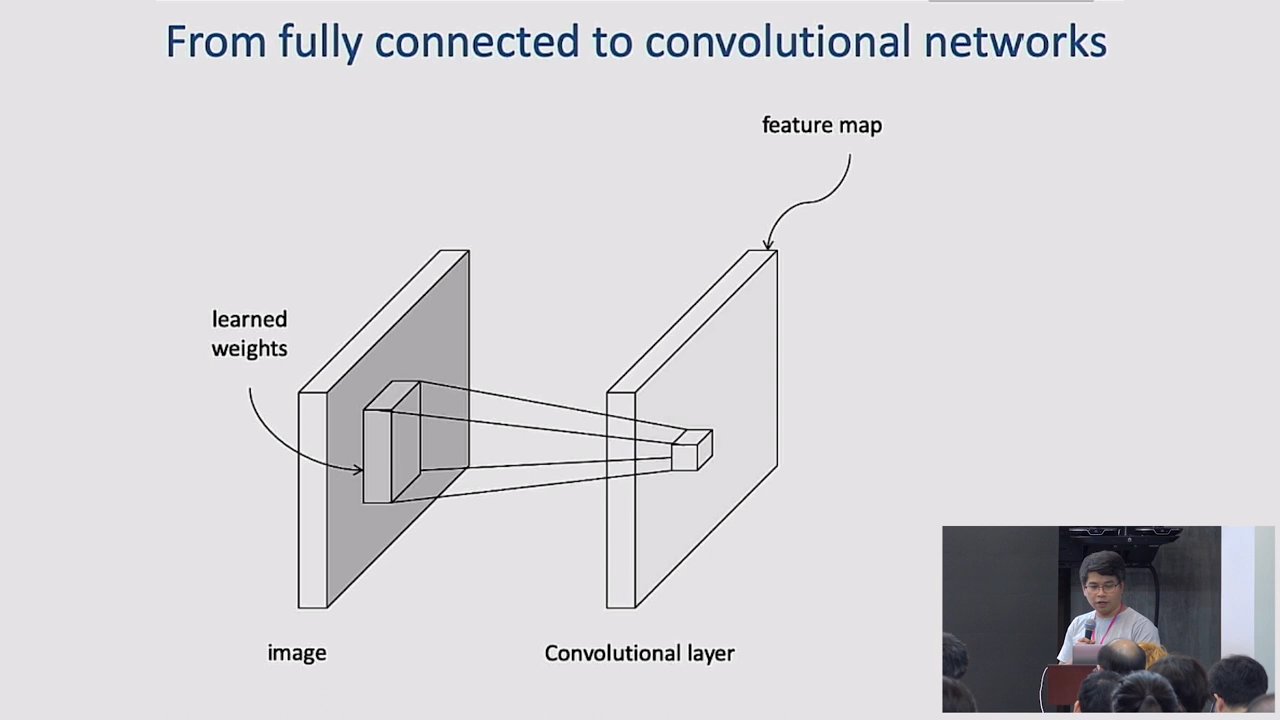 From fully connected to convolutional networks
feature map
learned
weights
image
Convolutional layer